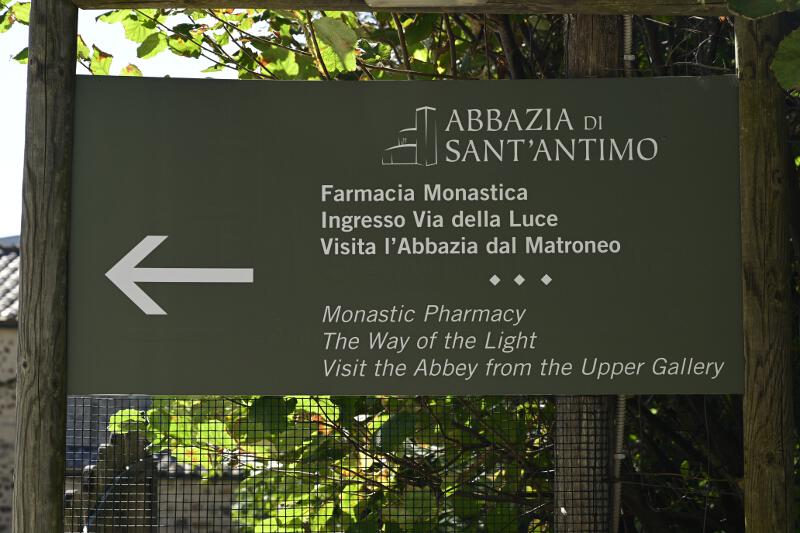 ABBAZIA DI
SANT'ANTIMO
Farmacia Monastica
Ingresso Via della Luce
Visita l'Abbazia dal Matroneo
Monastic Pharmacy
The Way of the Light
Visit the Abbey from the Upper Gallery